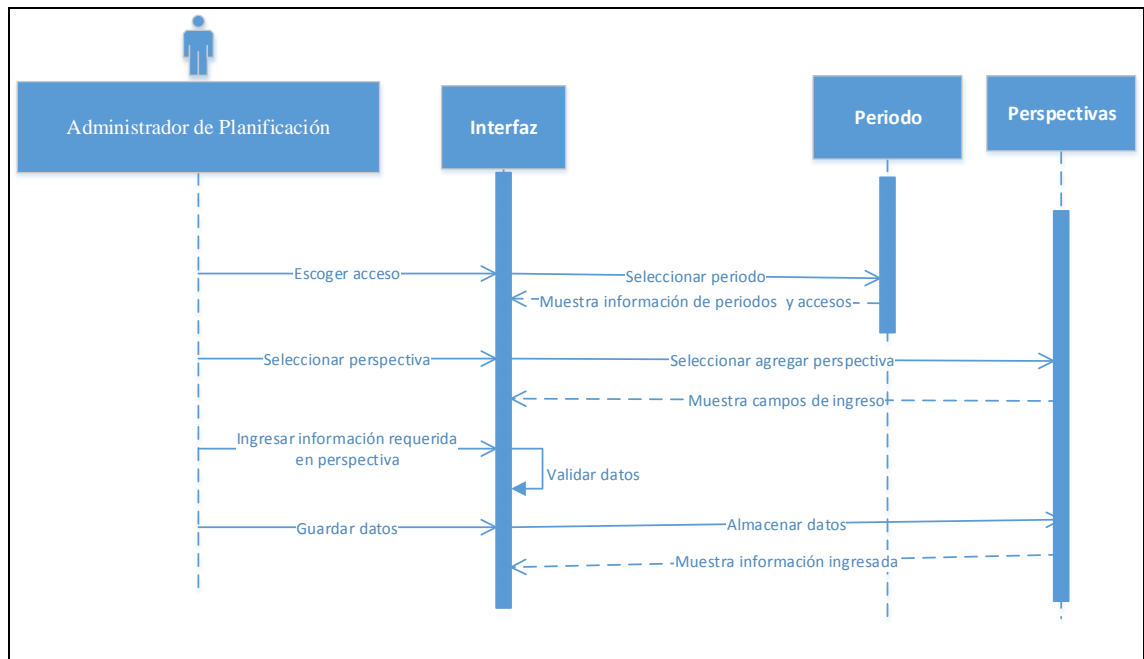 Administrador de Planificación
Interfaz
Periodo
Perspectivas
Escoger acceso
Seleccionar periodo
Muestra información de periodos y accesos
Seleccionar perspectiva
Seleccionar agregar perspectiva
Muestra campos de ingreso
Ingresar información requerida
en perspectiva
Validar datos
Guardar datos
Almacenar datos
Muestra información ingresada